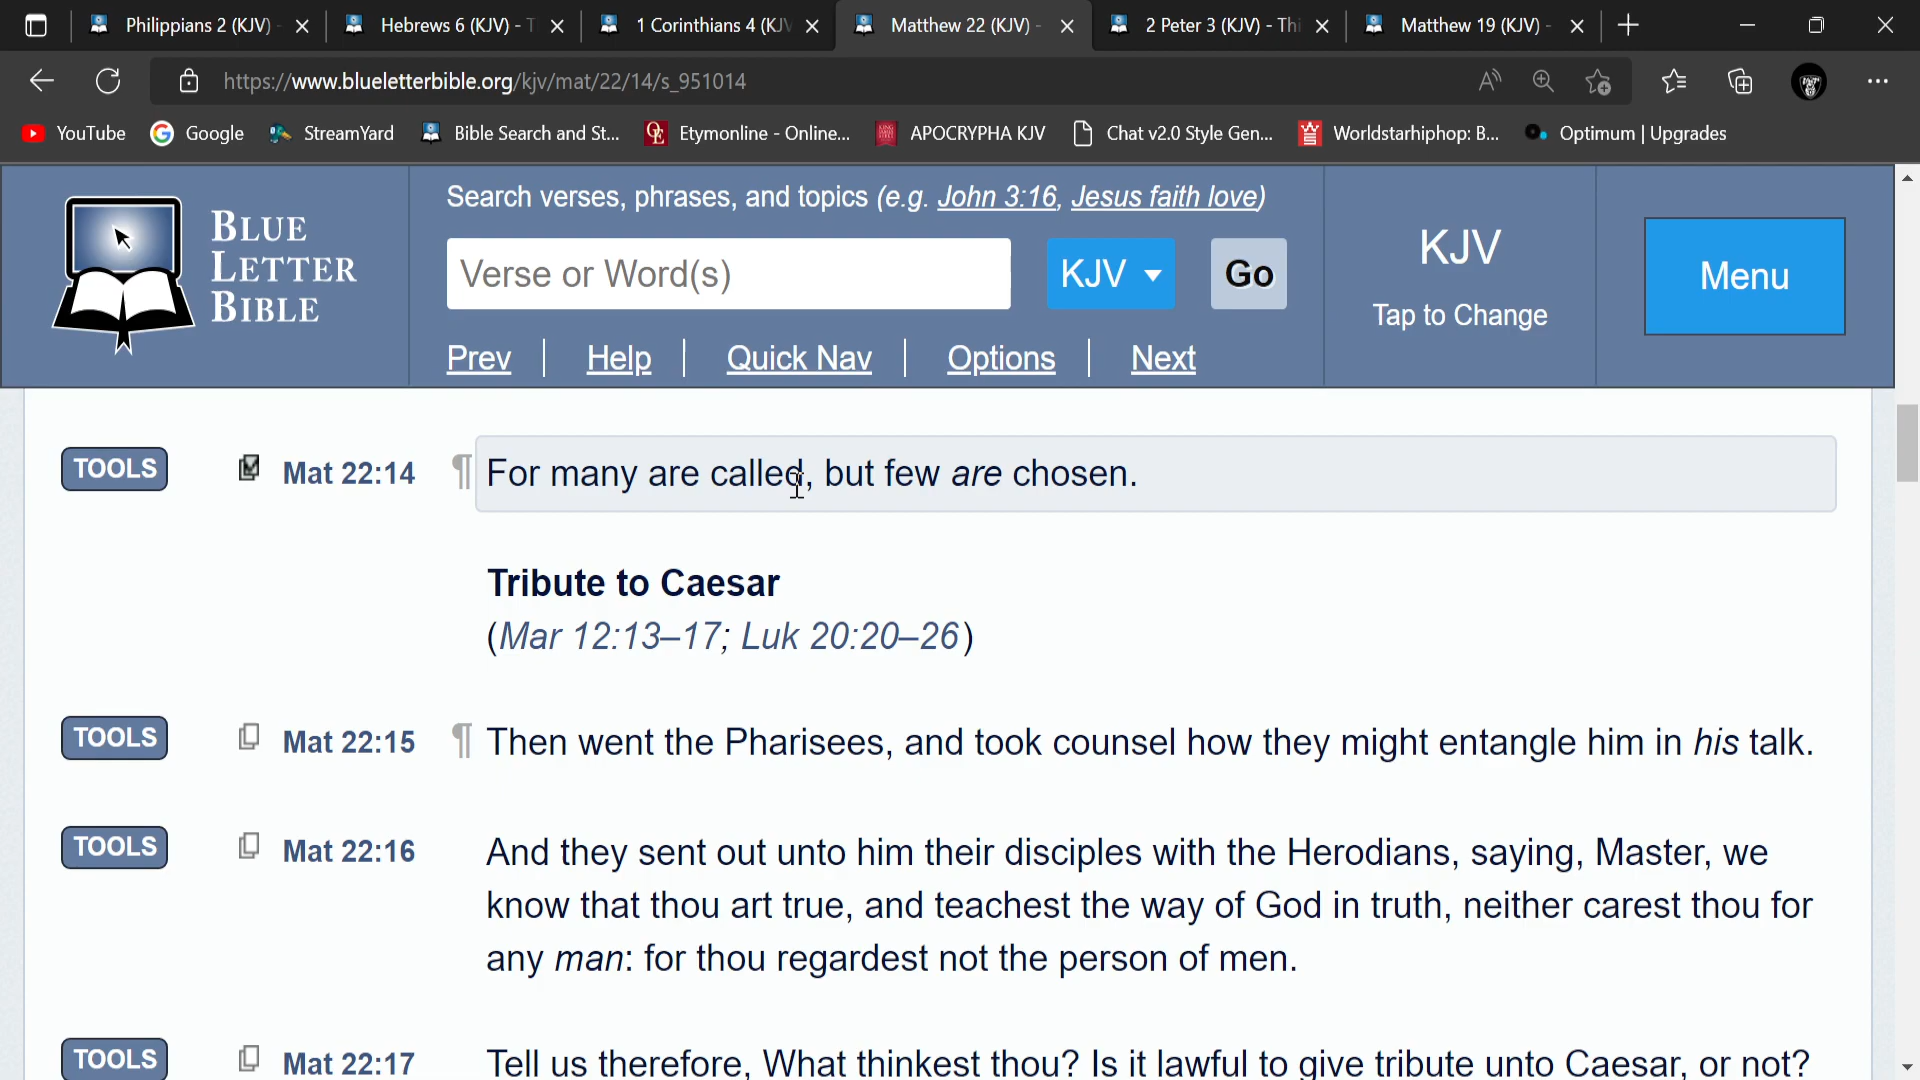 Philippians 2 (KJV) -
Hebrews 6 (KJV) - T
1 Corinthians 4 (KJV
Matthew 22 (KJV) -
2 Peter 3 (KJV) - Thi
Matthew 19 (KJV) -
https://www.blueletterbible.org/kjv/mat/22/14/s_951014
YouTube
Google
StreamYard
Bible Search and St...
Etymonline - Online...
APOCRYPHA KJV
Chat v2.0 Style Gen...
Worldstarhiphop: B...
Optimum | Upgrades
BLUE
LETTER
BIBLE
Search verses, phrases, and topics (e.g. John 3:16, Jesus faith love)
Verse or Word(s)
KJV
Go
Prev | Help | Quick Nav | Options | Next
KJV
Tap to Change
Menu
TOOLS Mat 22:14 ¶ For many are called, but few are chosen.
Tribute to Caesar
(Mar 12:13–17; Luk 20:20–26)
TOOLS Mat 22:15 ¶ Then went the Pharisees, and took counsel how they might entangle him in his talk.
TOOLS Mat 22:16 And they sent out unto him their disciples with the Herodians, saying, Master, we
know that thou art true, and teachest the way of God in truth, neither carest thou for
any man: for thou regardest not the person of men.
TOOLS Mat 22:17 Tell us therefore, What thinkest thou? Is it lawful to give tribute unto Caesar, or not?